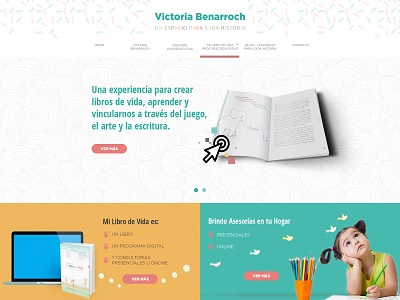 Victoria Benarroch
UN ESPACIO PARA CADA HISTORIA
INICIO
VICTORIA
BENARROCH
ASESORÍA
PSICOEDUCATIVA
MI LIBRO DE VIDA
PROG. PSICOEDUCATIVO
BLOG - UN ESPACIO
PARA CADA HISTORIA
CONTACTO
Una experiencia para crear
libros de vida, aprender y
vincularnos a través del juego,
el arte y la escritura.
VER MÁS
Mi Libro de Vida es:
UN LIBRO
UN PROGRAMA DIGITAL
Y CONSULTORÍAS
PRESENCIALES U ONLINE
VER MÁS
Brindo Asesorías en tu Hogar
PRESENCIALES
ONLINE
VER MÁS